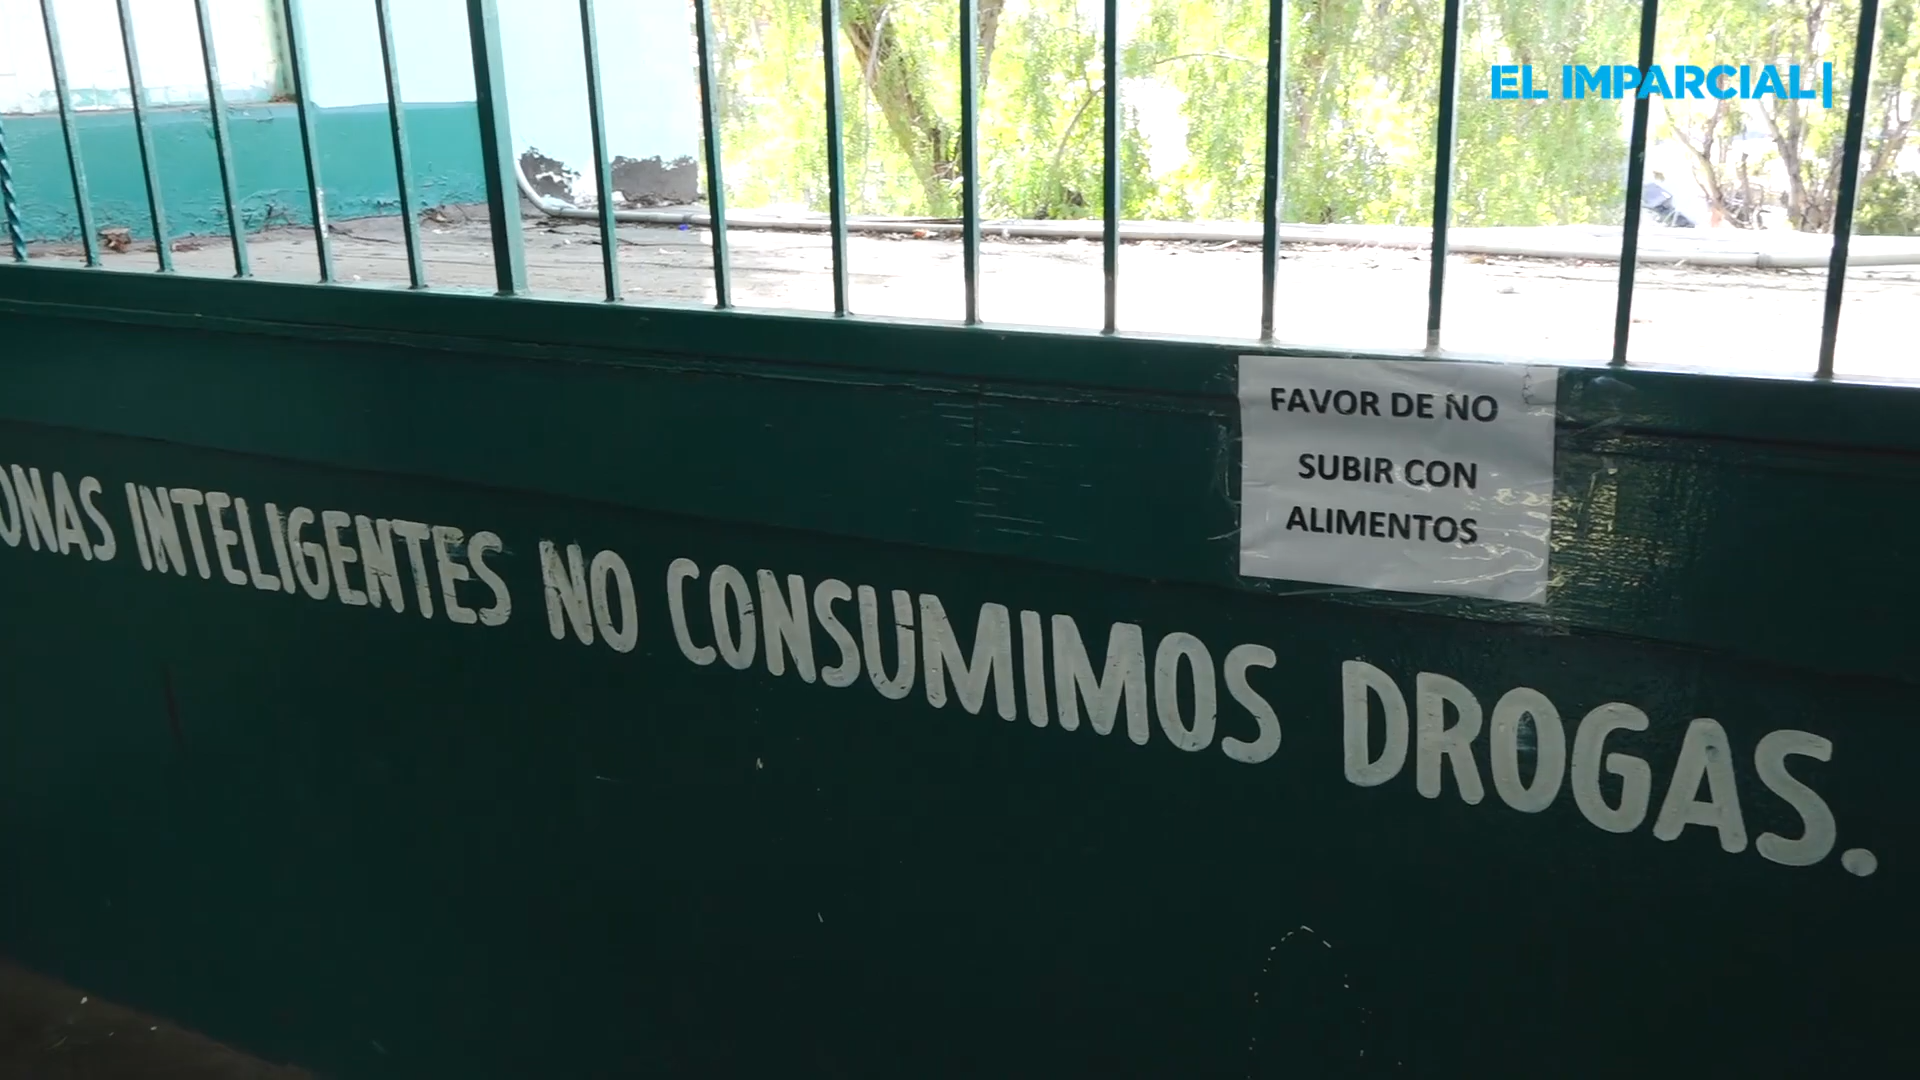 EL IMPARCIAL
FAVOR DE NO
SUBIR CON
ALIMENTOS
ONAS INTELIGENTES NO CONSUMIMOS DROGAS.